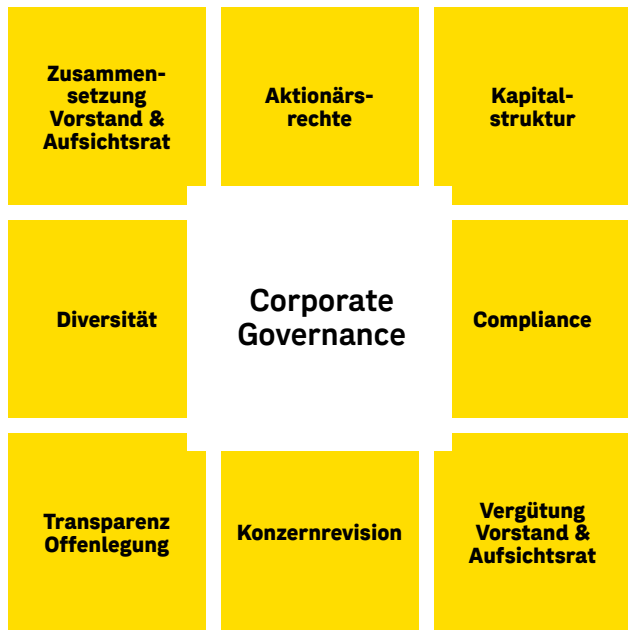 Zusammen-
setzung
Vorstand &
Aufsichtsrat
Aktionärs-
rechte
Kapital-
struktur
Diversität
Corporate
Governance
Compliance
Transparenz
Offenlegung
Konzernrevision
Vergütung
Vorstand &
Aufsichtsrat